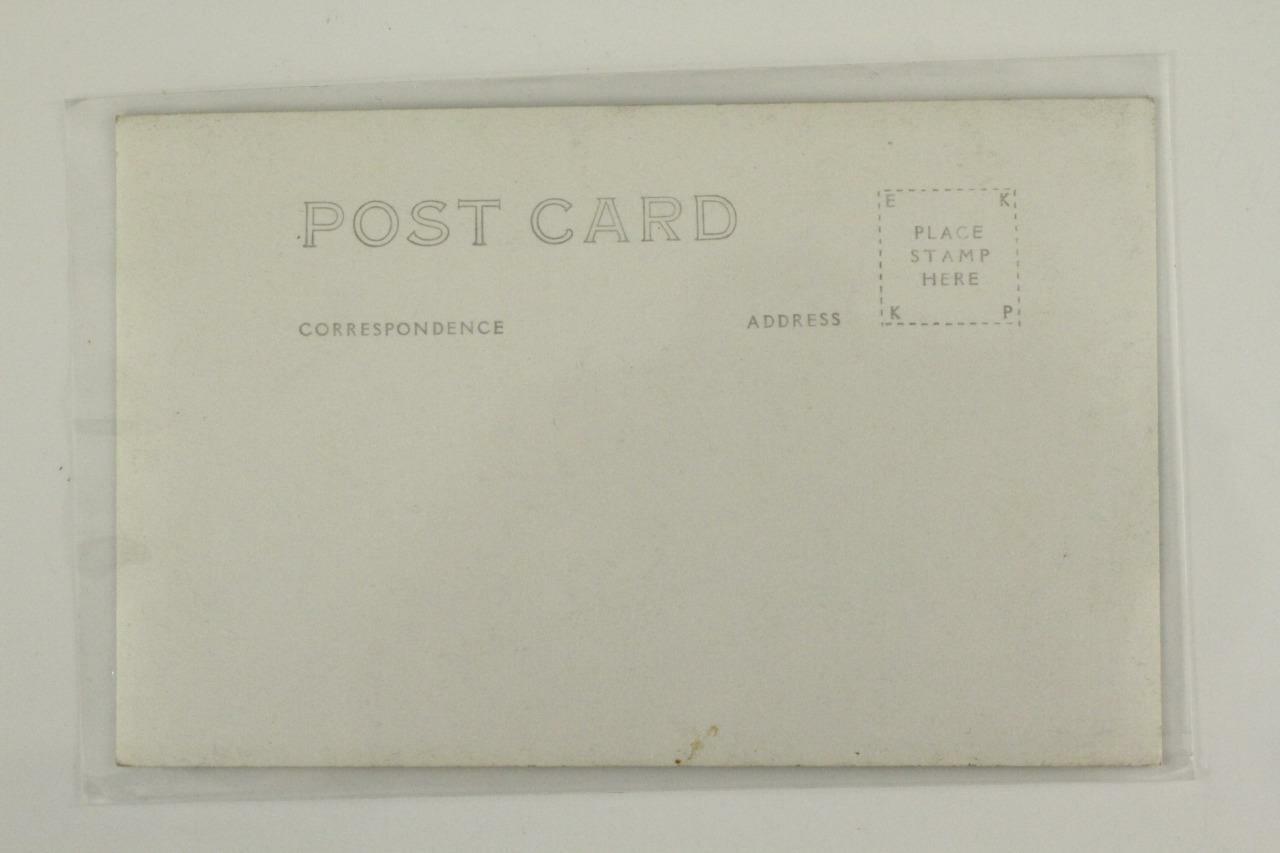 POST CARD
E K
PLACE
STAMP
HERE
K P
CORRESPONDENCE
ADDRESS